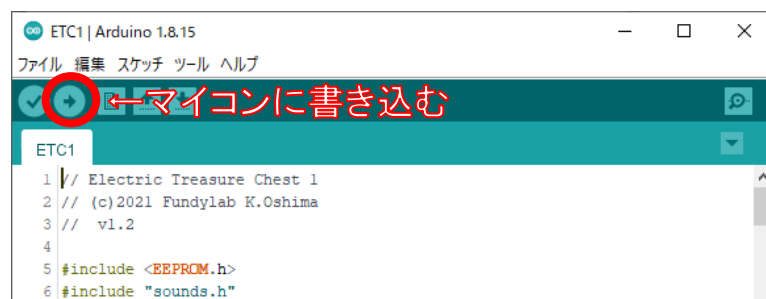 ETC1 | Arduino 1.8.15
ファイル 編集 スケッチ ツール ヘルプ
←マイコンに書き込む
ETC1
1 // Electric Treasure Chest 1
2 // (c)2021 Fundylab K.Oshima
3 //  v1.2
4
5 #include <EEPROM.h>
6 #include "sounds.h"